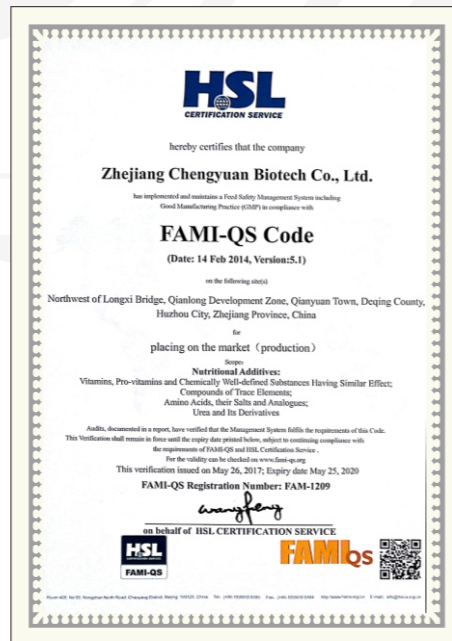 HSL
CERTIFICATION SERVICE
hereby certifies that the company
Zhejiang Chengyuan Biotech Co., Ltd.
has implemented and maintains a Feed Safety Management System including
Good Manufacturing Practice (GMP) in compliance with
FAMI-QS Code
(Date: 14 Feb 2014, Version:5.1)
on the following site(s)
Northwest of Longxi Bridge, Qianlong Development Zone, Qianyuan Town, Deqing County,
Huzhou City, Zhejiang Province, China
for
placing on the market（production）
Scope:
Nutritional Additives:
Vitamins, Pro-vitamins and Chemically Well-defined Substances Having Similar Effect;
Compounds of Trace Elements;
Amino Acids, their Salts and Analogues;
Urea and Its Derivatives
Audits, documented in a report, have verified that the Management System fulfils the requirements of this Code.
This Verification shall remain in force until the expiry date printed below, subject to continuing compliance with
the requirements of FAMI-QS and HSL Certification Service .
For the validity can be checked on www.fami-qs.org
This verification issued on May 26, 2017; Expiry date May 25, 2020
FAMI-QS Registration Number: FAM-1209
on behalf of HSL CERTIFICATION SERVICE
HSL
FAMI-QS
FAMI QS